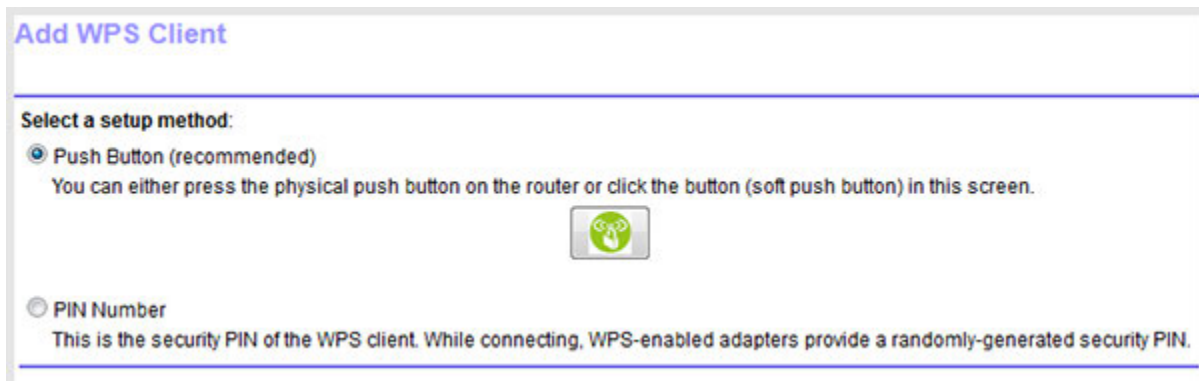 Add WPS Client
Select a setup method:
Push Button (recommended)
You can either press the physical push button on the router or click the button (soft push button) in this screen.
PIN Number
This is the security PIN of the WPS client. While connecting, WPS-enabled adapters provide a randomly-generated security PIN.